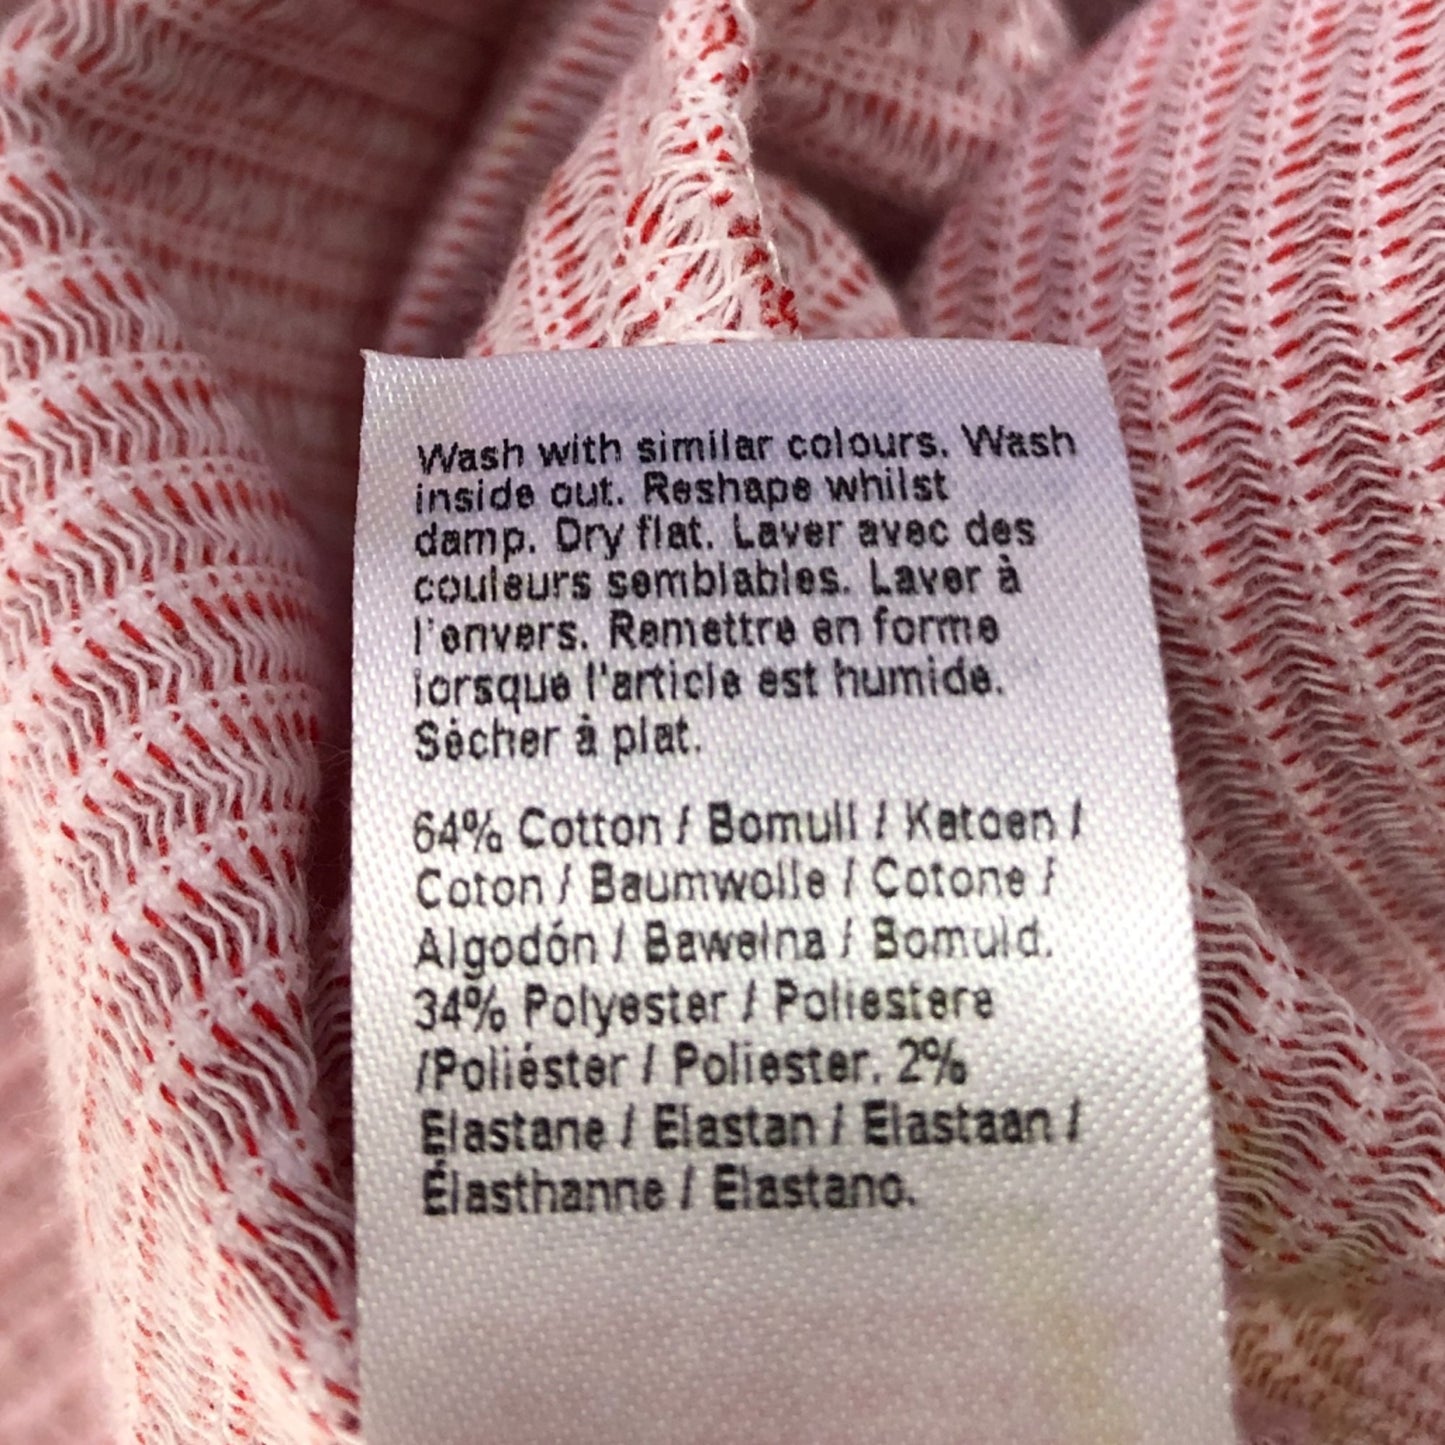 Wash with similar colours. Wash
inside out. Reshape whilst
damp. Dry flat. Laver avec des
couleurs semblables. Laver à
l'envers. Remettre en forme
lorsque l'article est humide.
Sécher à plat.
64% Cotton / Bomull / Katoen /
Coton / Baumwolle / Cotone /
Algodón / Bawełna / Bomuld.
34% Polyester / Poliestere
/Poliéster / Poliester. 2%
Elastane / Elastan / Elastaan /
Élasthanne / Elastano.